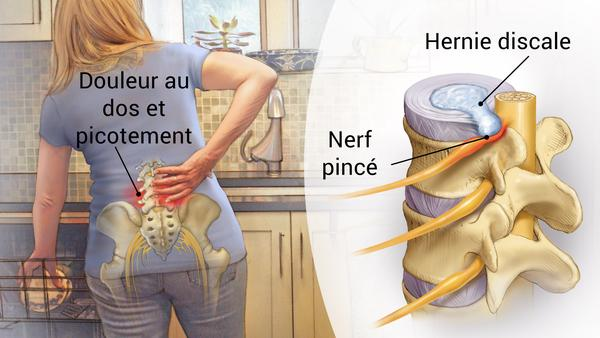 Douleur au
dos et
picotement
Hernie discale
Nerf
pincé